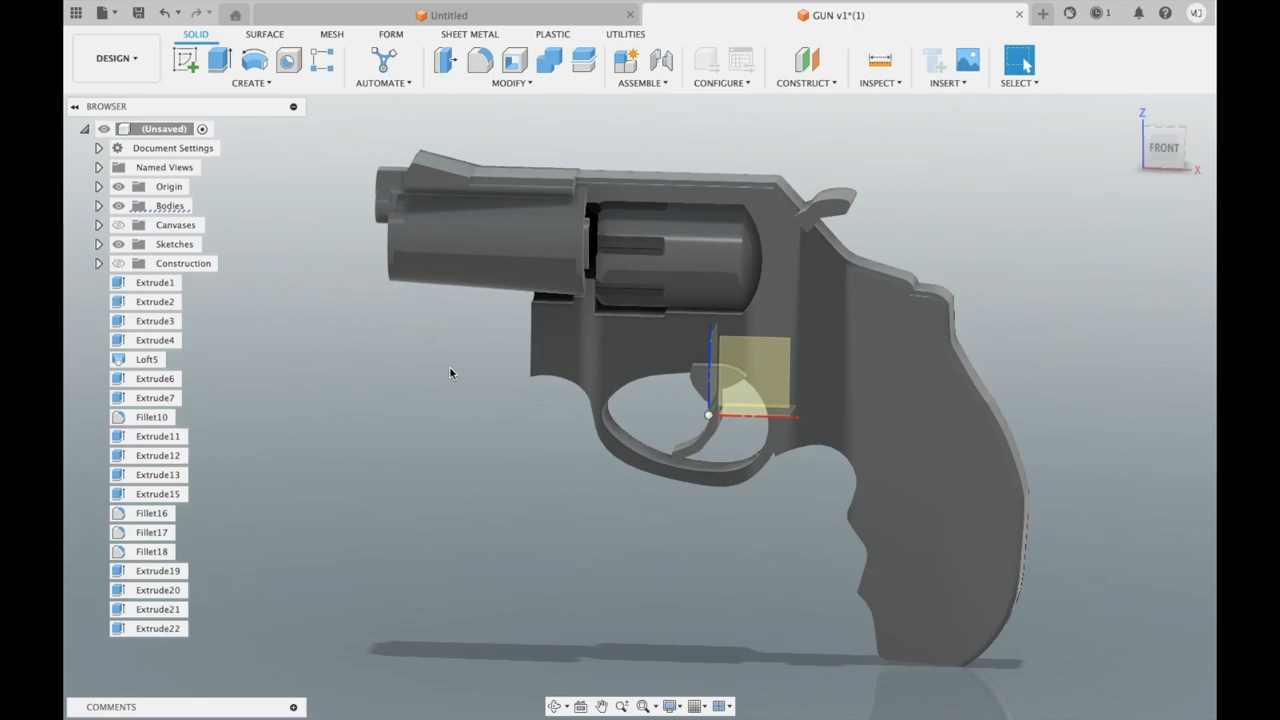 Untitled
GUN v1*(1)
1
MJ
SOLID SURFACE MESH FORM SHEET METAL PLASTIC UTILITIES
DESIGN
CREATE AUTOMATE MODIFY ASSEMBLE CONFIGURE CONSTRUCT INSPECT INSERT SELECT
BROWSER
(Unsaved)
Document Settings
Named Views
Origin
Bodies
Canvases
Sketches
Construction
Extrude1
Extrude2
Extrude3
Extrude4
Loft5
Extrude6
Extrude7
Fillet10
Extrude11
Extrude12
Extrude13
Extrude15
Fillet16
Fillet17
Fillet18
Extrude19
Extrude20
Extrude21
Extrude22
Z
FRONT
X
COMMENTS